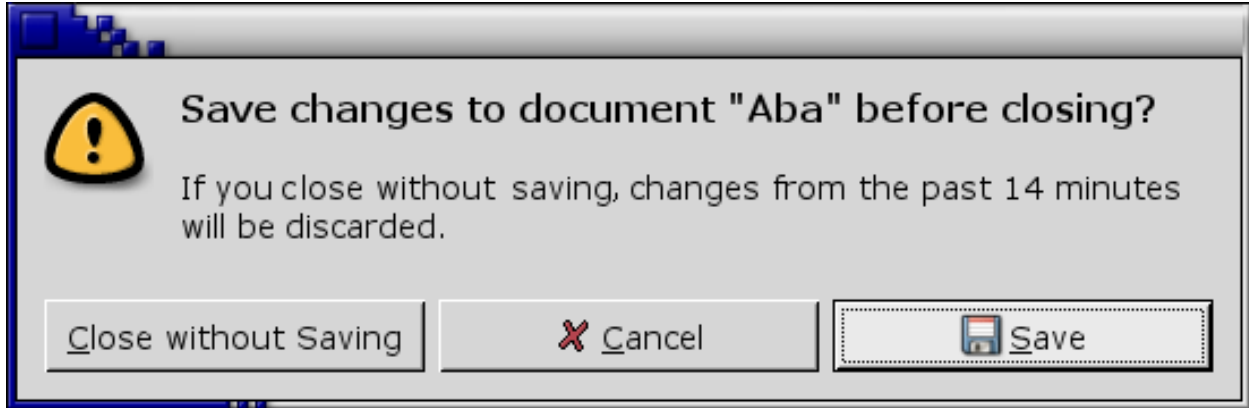 Save changes to document "Aba" before closing?
If you close without saving, changes from the past 14 minutes
will be discarded.
Close without Saving
Cancel
Save